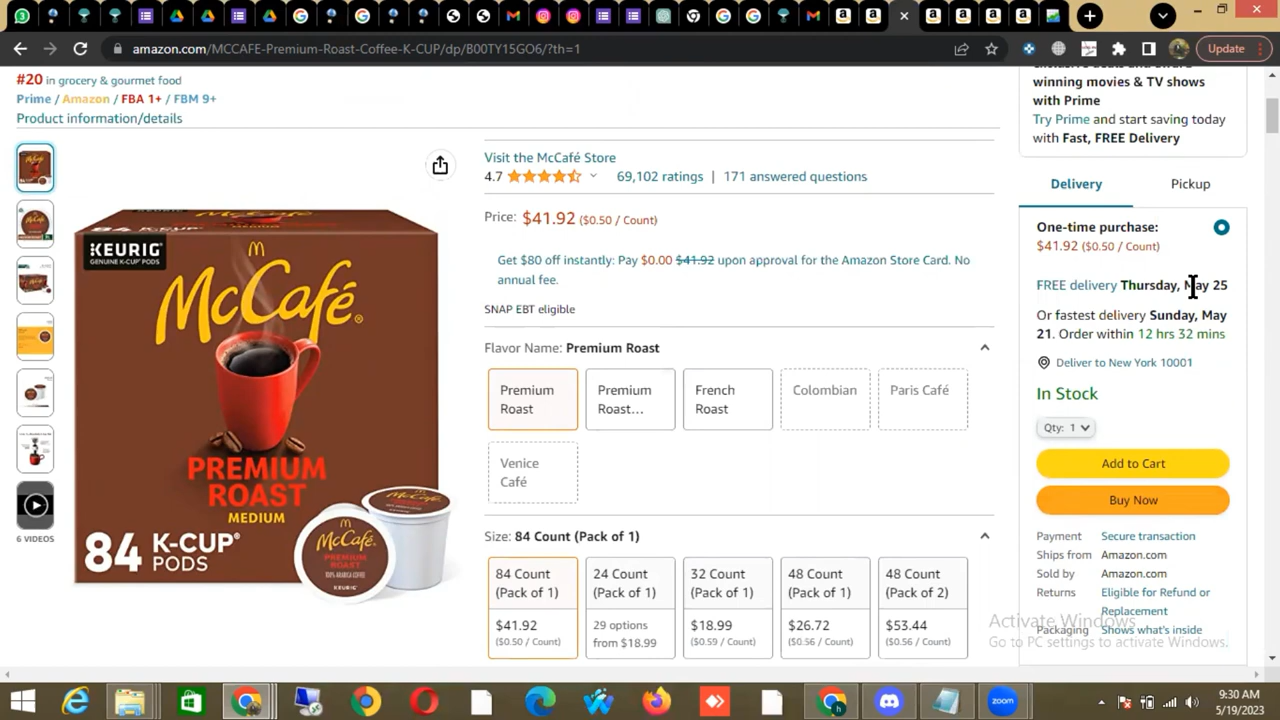 3
Update
amazon.com/MCCAFE-Premium-Roast-Coffee-K-CUP/dp/B00TY15GO6/?th=1
#20 in grocery & gourmet food
Prime / Amazon / FBA 1+ / FBM 9+
Product information/details
6 VIDEOS
KEURIG
GENUINE K-CUP PODS
McCafé®
PREMIUM
ROAST
MEDIUM
84 K-CUP®
PODS
McCafé
PREMIUM
ROAST
KEURIG
Visit the McCafé Store
4.7 69,102 ratings | 171 answered questions
Price: $41.92 ($0.50 / Count)
Get $80 off instantly: Pay $0.00 $41.92 upon approval for the Amazon Store Card. No
annual fee.
SNAP EBT eligible
Flavor Name: Premium Roast
Premium
Roast
Premium
Roast...
French
Roast
Colombian
Paris Café
Venice
Café
Size: 84 Count (Pack of 1)
84 Count
(Pack of 1)
$41.92
($0.50 / Count)
24 Count
(Pack of 1)
29 options
from $18.99
32 Count
(Pack of 1)
$18.99
($0.59 / Count)
48 Count
(Pack of 1)
$26.72
($0.56 / Count)
48 Count
(Pack of 2)
$53.44
($0.56 / Count)
winning movies & TV shows
with Prime
Try Prime and start saving today
with Fast, FREE Delivery
Delivery
Pickup
One-time purchase:
$41.92 ($0.50 / Count)
FREE delivery Thursday, May 25
Or fastest delivery Sunday, May
21. Order within 12 hrs 32 mins
Deliver to New York 10001
In Stock
Qty: 1
Add to Cart
Buy Now
Payment Secure transaction
Ships from Amazon.com
Sold by Amazon.com
Returns Eligible for Refund or
Replacement
Packaging Shows what's inside
Activate Windows
Go to PC settings to activate Windows.
zoom
9:30 AM
5/19/2023